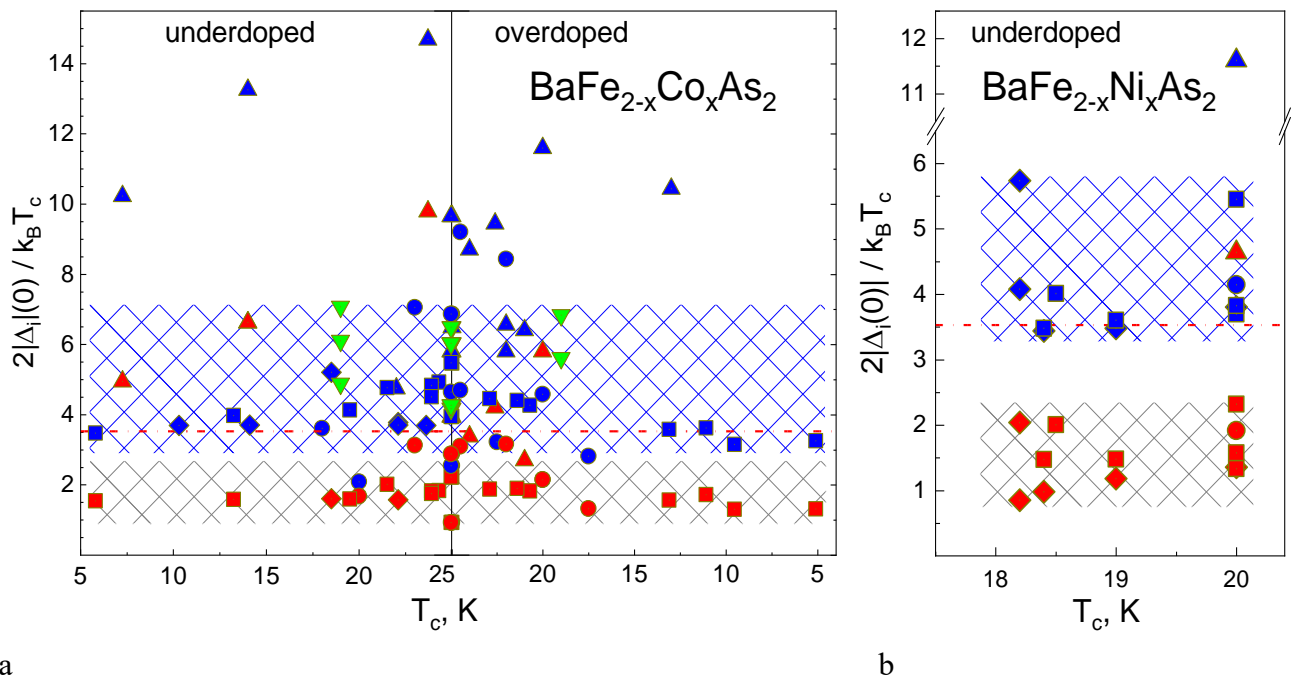 underdoped
overdoped
BaFe2-xCoxAs2
2|Δi|(0) / kBTc
14
12
10
8
6
4
2
5
10
15
20
25
20
15
10
5
Tc, K
a
underdoped
BaFe2-xNixAs2
2|Δi(0)| / kBTc
12
11
6
5
4
3
2
1
18
19
20
Tc, K
b